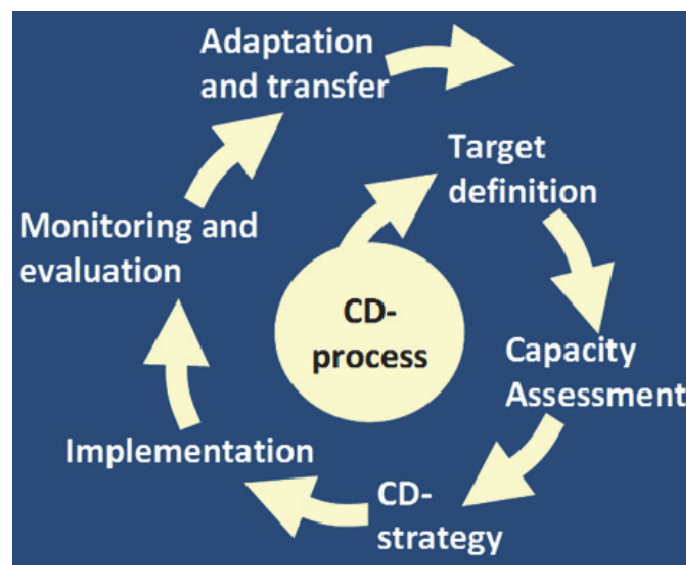 Adaptation
and transfer
Target
definition
Monitoring and
evaluation
CD-
process
Capacity
Assessment
Implementation
CD-
strategy